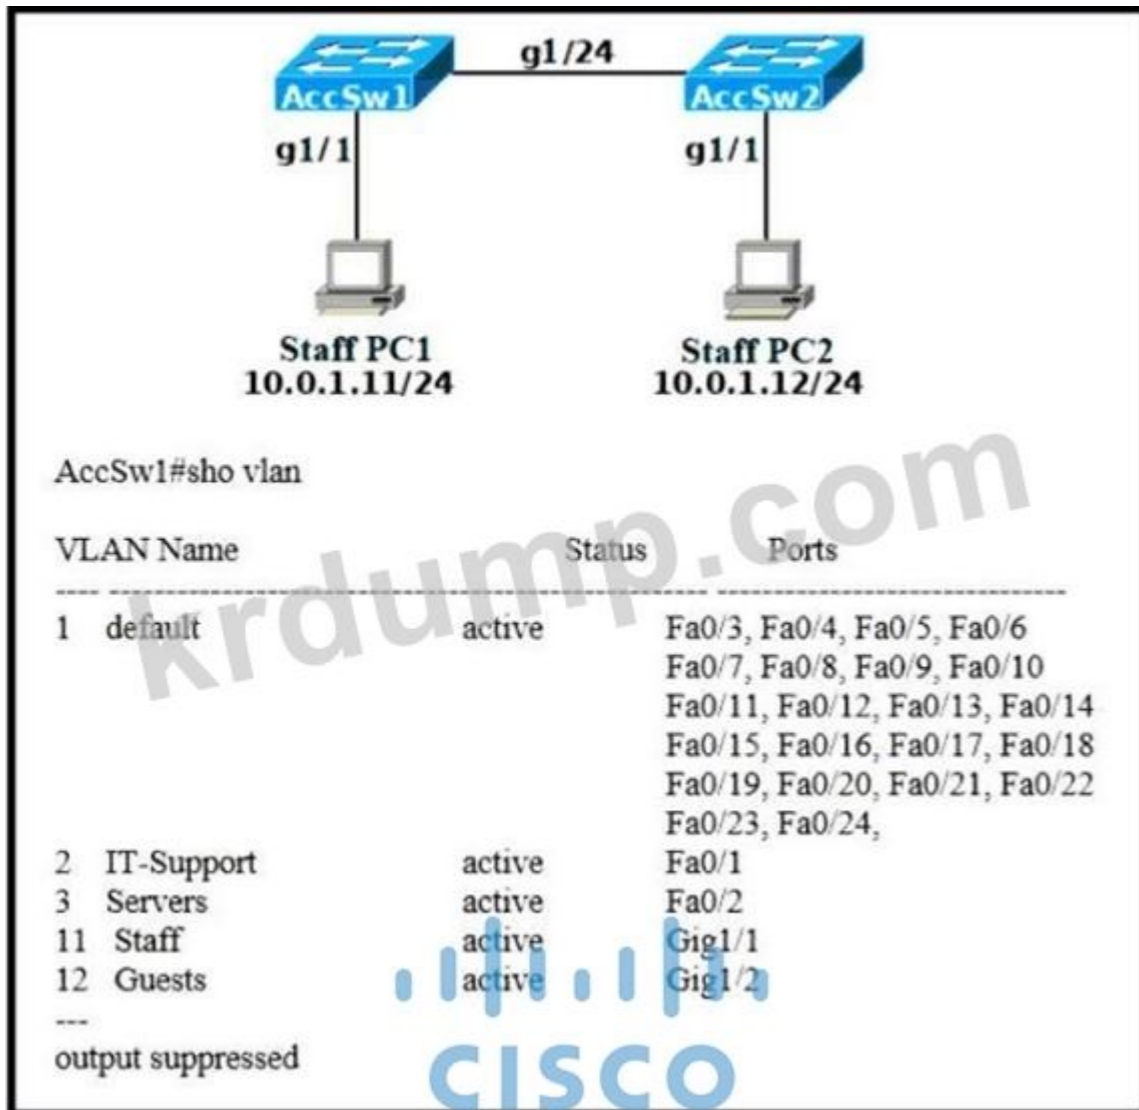 g1/24
AccSw1 AccSw2
g1/1 g1/1
Staff PC1 Staff PC2
10.0.1.11/24 10.0.1.12/24
AccSw1#sho vlan
krdump.com
VLAN Name Status Ports
---- -------------------------------- --------- -------------------------------
1 default active Fa0/3, Fa0/4, Fa0/5, Fa0/6
Fa0/7, Fa0/8, Fa0/9, Fa0/10
Fa0/11, Fa0/12, Fa0/13, Fa0/14
Fa0/15, Fa0/16, Fa0/17, Fa0/18
Fa0/19, Fa0/20, Fa0/21, Fa0/22
Fa0/23, Fa0/24,
2 IT-Support active Fa0/1
3 Servers active Fa0/2
11 Staff active Gig1/1
12 Guests active Gig1/2
---
output suppressed
CISCO